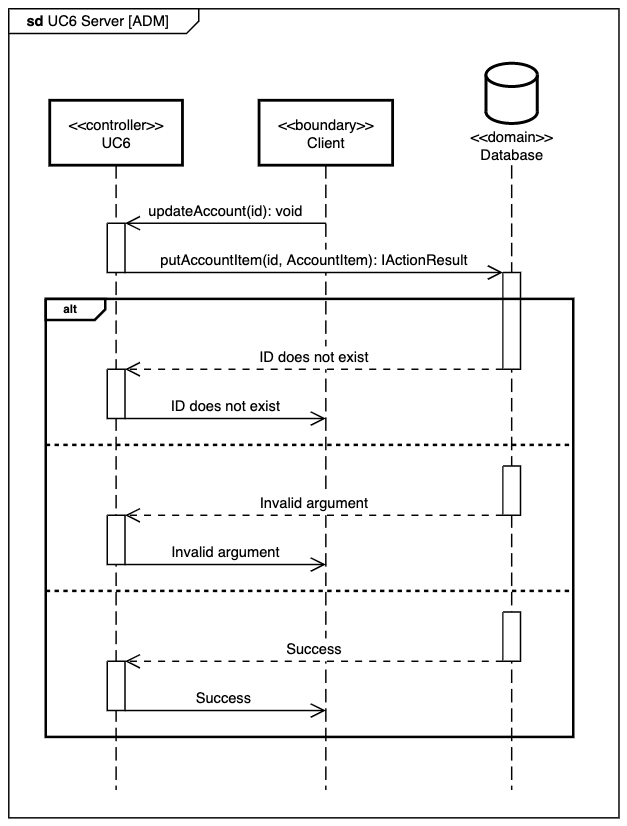 sd UC6 Server [ADM]
<<controller>>
UC6
<<boundary>>
Client
<<domain>>
Database
updateAccount(id): void
putAccountItem(id, AccountItem): IActionResult
alt
ID does not exist
ID does not exist
Invalid argument
Invalid argument
Success
Success